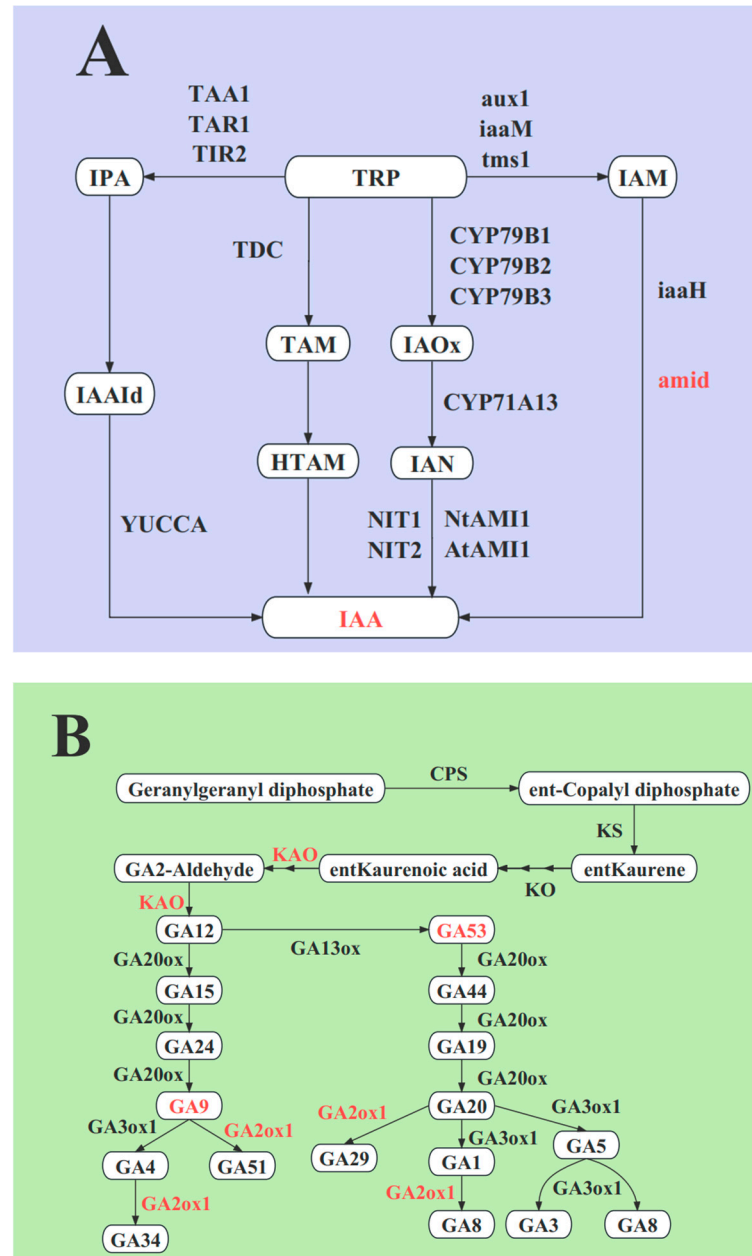 A
TAA1
TAR1
TIR2
aux1
iaaM
tms1
IPA
TRP
IAM
TDC
CYP79B1
CYP79B2
CYP79B3
iaaH
TAM
IAOx
amid
IAAId
CYP71A13
HTAM
IAN
YUCCA
NIT1
NIT2
NtAMI1
AtAMI1
IAA
B
Geranylgeranyl diphosphate
CPS
ent-Copalyl diphosphate
KS
GA2-Aldehyde
KAO
entKaurenoic acid
KO
entKaurene
KAO
GA12
GA13ox
GA53
GA20ox
GA20ox
GA15
GA44
GA20ox
GA20ox
GA24
GA19
GA20ox
GA20ox
GA9
GA2ox1
GA20
GA3ox1
GA3ox1
GA2ox1
GA3ox1
GA5
GA4
GA51
GA29
GA1
GA2ox1
GA2ox1
GA3ox1
GA34
GA8
GA3
GA8